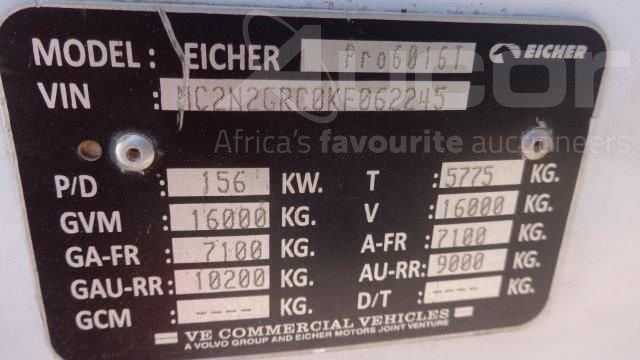 MODEL: EICHER Pro6016T EICHER
VIN : MC2N2GRC0KF062245
Aucor
Africa's favourite auctioneers
P/D : 156 KW. T : 5775 KG.
GVM : 16000 KG. V : 16000 KG.
GA-FR : 7100 KG. A-FR : 7100 KG.
GAU-RR: 10200 KG. AU-RR: 9000 KG.
GCM : ---- KG. D/T : ---- KG.
VE COMMERCIAL VEHICLES
A VOLVO GROUP AND EICHER MOTORS JOINT VENTURE